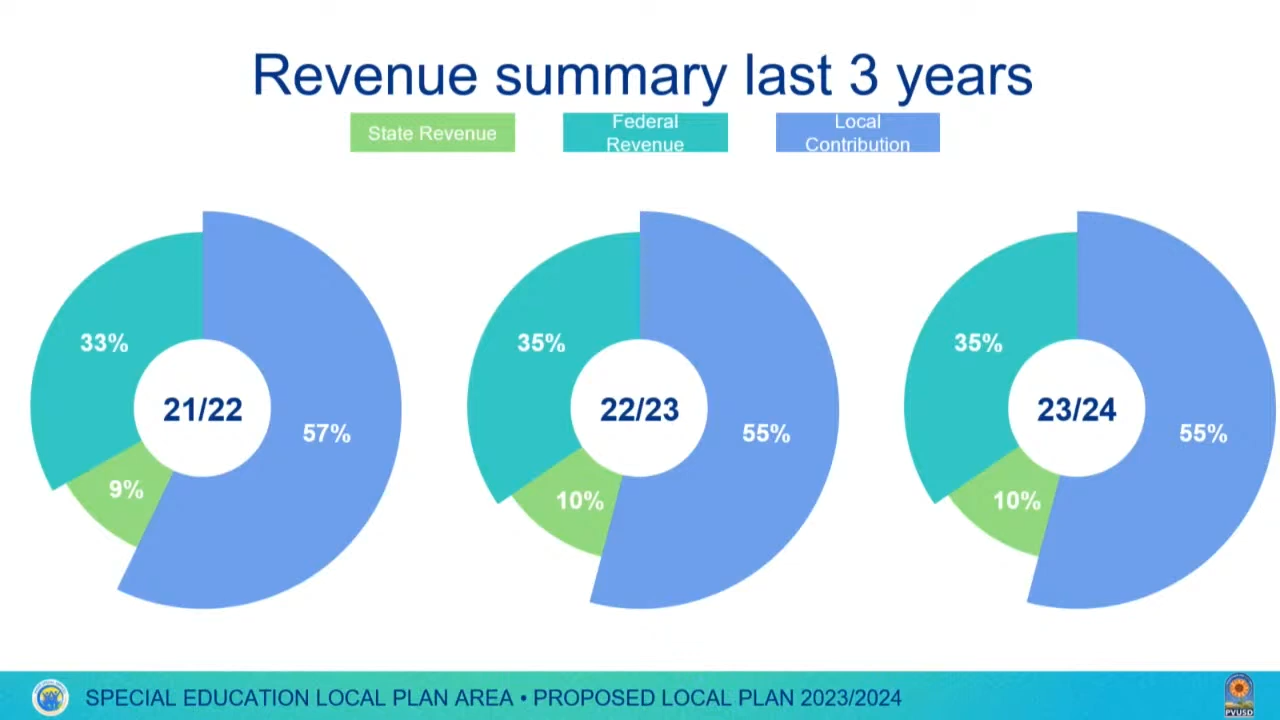 Revenue summary last 3 years
State Revenue
Federal
Revenue
Local
Contribution
33%
9%
21/22
57%
35%
10%
22/23
55%
35%
10%
23/24
55%
SPECIAL EDUCATION LOCAL PLAN AREA • PROPOSED LOCAL PLAN 2023/2024
PVUSD